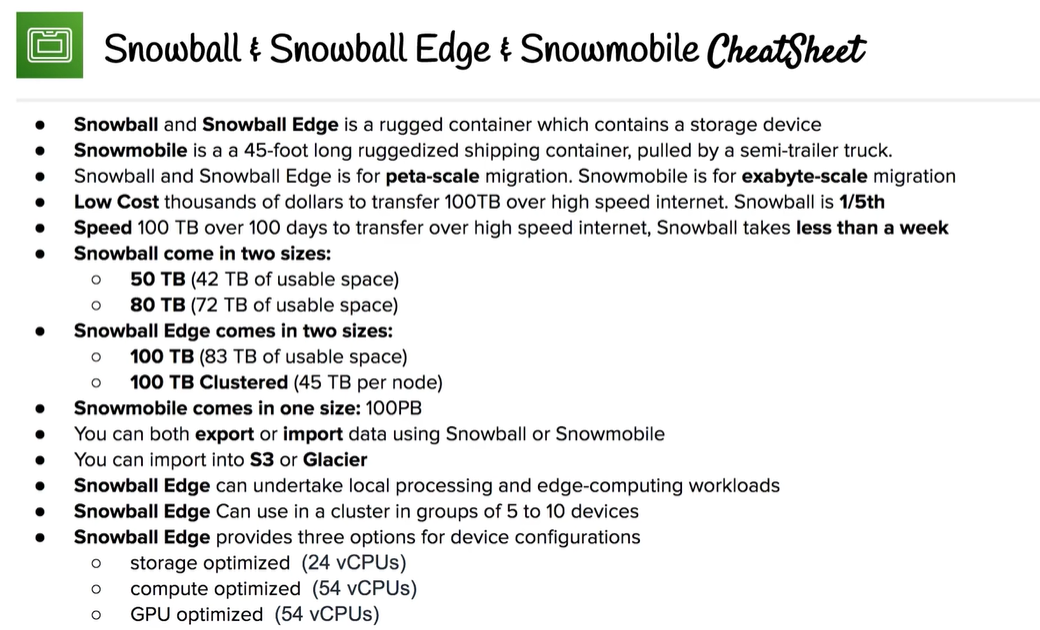 Snowball & Snowball Edge & Snowmobile CheatSheet
● Snowball and Snowball Edge is a rugged container which contains a storage device
● Snowmobile is a a 45-foot long ruggedized shipping container, pulled by a semi-trailer truck.
● Snowball and Snowball Edge is for peta-scale migration. Snowmobile is for exabyte-scale migration
● Low Cost thousands of dollars to transfer 100TB over high speed internet. Snowball is 1/5th
● Speed 100 TB over 100 days to transfer over high speed internet, Snowball takes less than a week
● Snowball come in two sizes:
○ 50 TB (42 TB of usable space)
○ 80 TB (72 TB of usable space)
● Snowball Edge comes in two sizes:
○ 100 TB (83 TB of usable space)
○ 100 TB Clustered (45 TB per node)
● Snowmobile comes in one size: 100PB
● You can both export or import data using Snowball or Snowmobile
● You can import into S3 or Glacier
● Snowball Edge can undertake local processing and edge-computing workloads
● Snowball Edge Can use in a cluster in groups of 5 to 10 devices
● Snowball Edge provides three options for device configurations
○ storage optimized (24 vCPUs)
○ compute optimized (54 vCPUs)
○ GPU optimized (54 vCPUs)